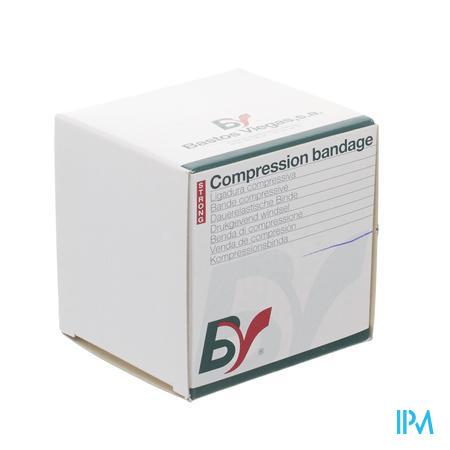 BV
Bastos Viegas,s.a.
STRONG
Compression bandage
Ligadura compressiva
Bande compressive
Dauerelastische Binde
Drukgevend windsel
Benda di compressione
Venda de compresión
Kompressionsbinda
BV ®
IPM